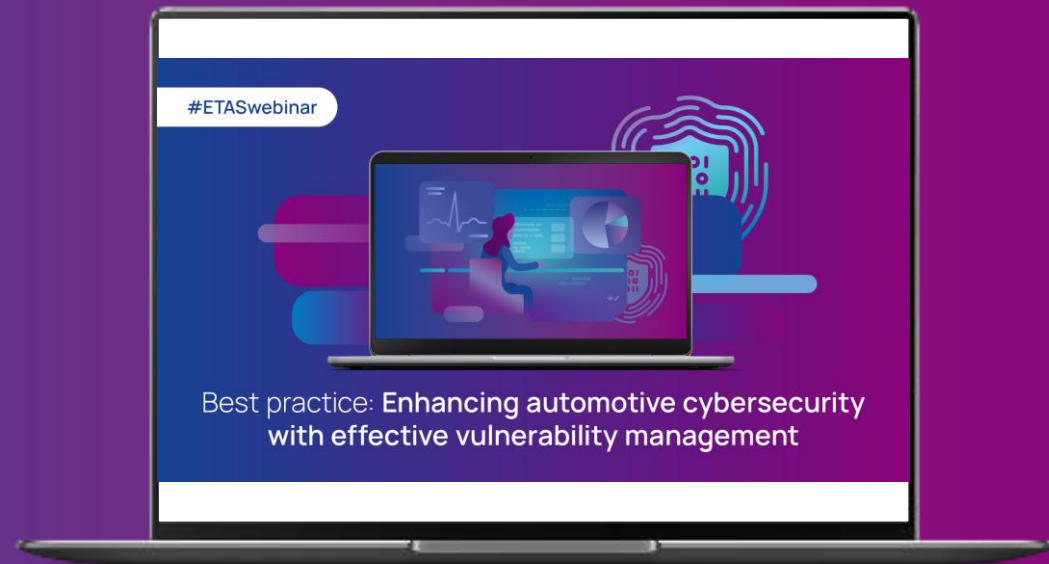 #ETASwebinar
Best practice: Enhancing automotive cybersecurity
with effective vulnerability management